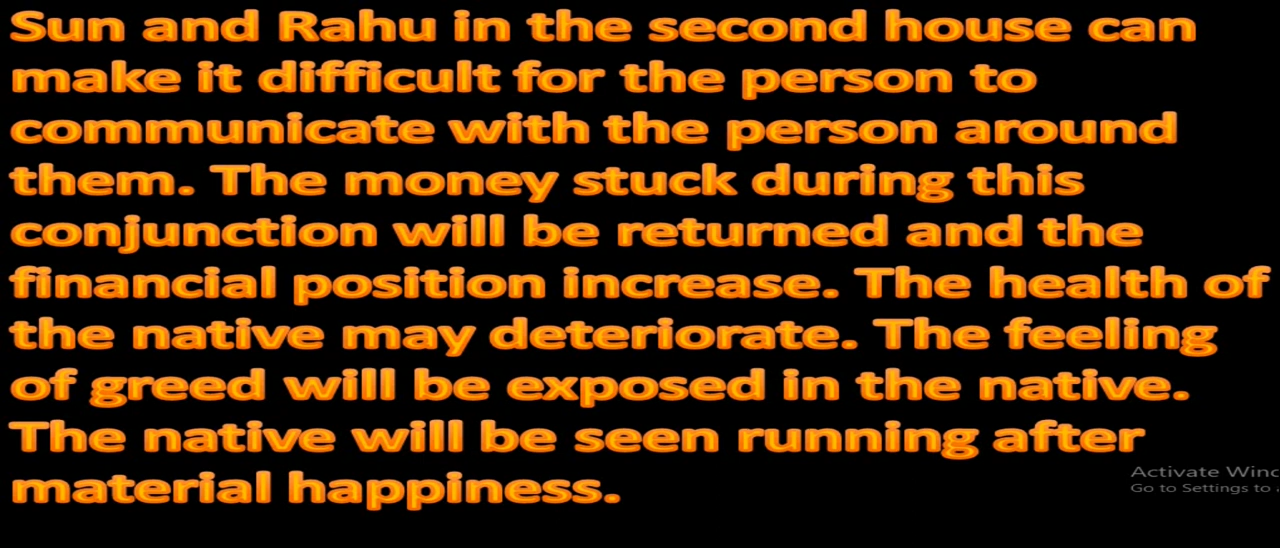 Sun and Rahu in the second house can
make it difficult for the person to
communicate with the person around
them. The money stuck during this
conjunction will be returned and the
financial position increase. The health of
the native may deteriorate. The feeling
of greed will be exposed in the native.
The native will be seen running after
material happiness.
Activate Winc
Go to Settings to